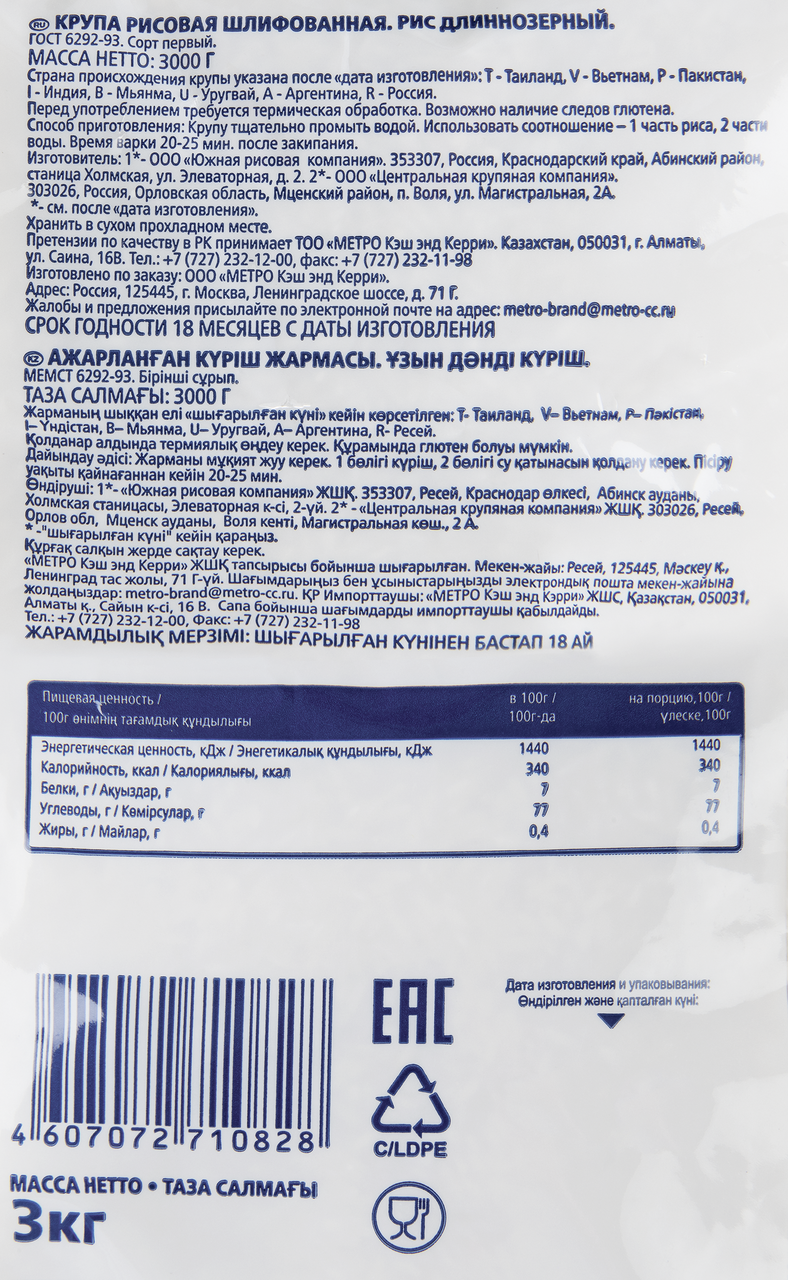 RU КРУПА РИСОВАЯ ШЛИФОВАННАЯ. РИС ДЛИННОЗЕРНЫЙ.
ГОСТ 6292-93. Сорт первый.
МАССА НЕТТО: 3000 Г
Страна происхождения крупы указана после «дата изготовления»: T - Таиланд, V - Вьетнам, P - Пакистан,
I - Индия, B - Мьянма, U - Уругвай, A - Аргентина, R - Россия.
Перед употреблением требуется термическая обработка. Возможно наличие следов глютена.
Способ приготовления: Крупу тщательно промыть водой. Использовать соотношение – 1 часть риса, 2 части
воды. Время варки 20-25 мин. после закипания.
Изготовитель: 1*- ООО «Южная рисовая компания». 353307, Россия, Краснодарский край, Абинский район,
станица Холмская, ул. Элеваторная, д. 2. 2*- ООО «Центральная крупяная компания».
303026, Россия, Орловская область, Мценский район, п. Воля, ул. Магистральная, 2А.
*- см. после «дата изготовления».
Хранить в сухом прохладном месте.
Претензии по качеству в РК принимает ТОО «МЕТРО Кэш энд Керри». Казахстан, 050031, г. Алматы,
ул. Саина, 16В. Тел.: +7 (727) 232-12-00, факс: +7 (727) 232-11-98
Изготовлено по заказу: ООО «МЕТРО Кэш энд Керри».
Адрес: Россия, 125445, г. Москва, Ленинградское шоссе, д. 71 Г.
Жалобы и предложения присылайте по электронной почте на адрес: metro-brand@metro-cc.ru
СРОК ГОДНОСТИ 18 МЕСЯЦЕВ С ДАТЫ ИЗГОТОВЛЕНИЯ
KZ АЖАРЛАНҒАН КҮРІШ ЖАРМАСЫ. ҰЗЫН ДӘНДІ КҮРІШ.
МЕМСТ 6292-93. Бірінші сұрып.
ТАЗА САЛМАҒЫ: 3000 Г
Жарманың шыққан елі «шығарылған күні» кейін көрсетілген: T- Таиланд, V– Вьетнам, P– Пәкістан,
I– Үндістан, B– Мьянма, U– Уругвай, A– Аргентина, R- Ресей.
Қолданар алдында термиялық өңдеу керек. Құрамында глютен болуы мүмкін.
Дайындау әдісі: Жарманы мұқият жуу керек. 1 бөлігі күріш, 2 бөлігі су қатынасын қолдану керек. Пісіру
уақыты қайнағаннан кейін 20-25 мин.
Өндіруші: 1*- «Южная рисовая компания» ЖШҚ. 353307, Ресей, Краснодар өлкесі, Абинск ауданы,
Холмская станицасы, Элеваторная к-сі, 2-үй. 2* - «Центральная крупяная компания» ЖШҚ. 303026, Ресей,
Орлов обл, Мценск ауданы, Воля кенті, Магистральная көш., 2 А.
* -"шығарылған күні" кейін қараңыз.
Құрғақ салқын жерде сақтау керек.
«МЕТРО Кэш энд Керри» ЖШҚ тапсырысы бойынша шығарылған. Мекен-жайы: Ресей, 125445, Мәскеу қ.,
Ленинград тас жолы, 71 Г-үй. Шағымдарыңыз бен ұсыныстарыңызды электрондық пошта мекен-жайына
жолдаңыздар: metro-brand@metro-cc.ru. ҚР Импорттаушы: «МЕТРО Кэш энд Кэрри» ЖШС, Қазақстан, 050031,
Алматы қ., Сайын к-сі, 16 В. Сапа бойынша шағымдарды импорттаушы қабылдайды.
Тел.: +7 (727) 232-12-00, Факс: +7 (727) 232-11-98
ЖАРАМДЫЛЫҚ МЕРЗІМІ: ШЫҒАРЫЛҒАН КҮНІНЕН БАСТАП 18 АЙ
Пищевая ценность / в 100г / на порцию,100г /
100г өнімнің тағамдық құндылығы 100г-да үлеске,100г
Энергетическая ценность, кДж / Энегетикалық құндылығы, кДж 1440 1440
Калорийность, ккал / Калориялығы, ккал 340 340
Белки, г / Ақуыздар, г 7 7
Углеводы, г / Көмірсулар, г 77 77
Жиры, г / Майлар, г 0,4 0,4
Дата изготовления и упаковывания:
Өндірілген және қапталған күні:
EAC
4 607072 710828
C/LDPE
МАССА НЕТТО • ТАЗА САЛМАҒЫ
3 кг